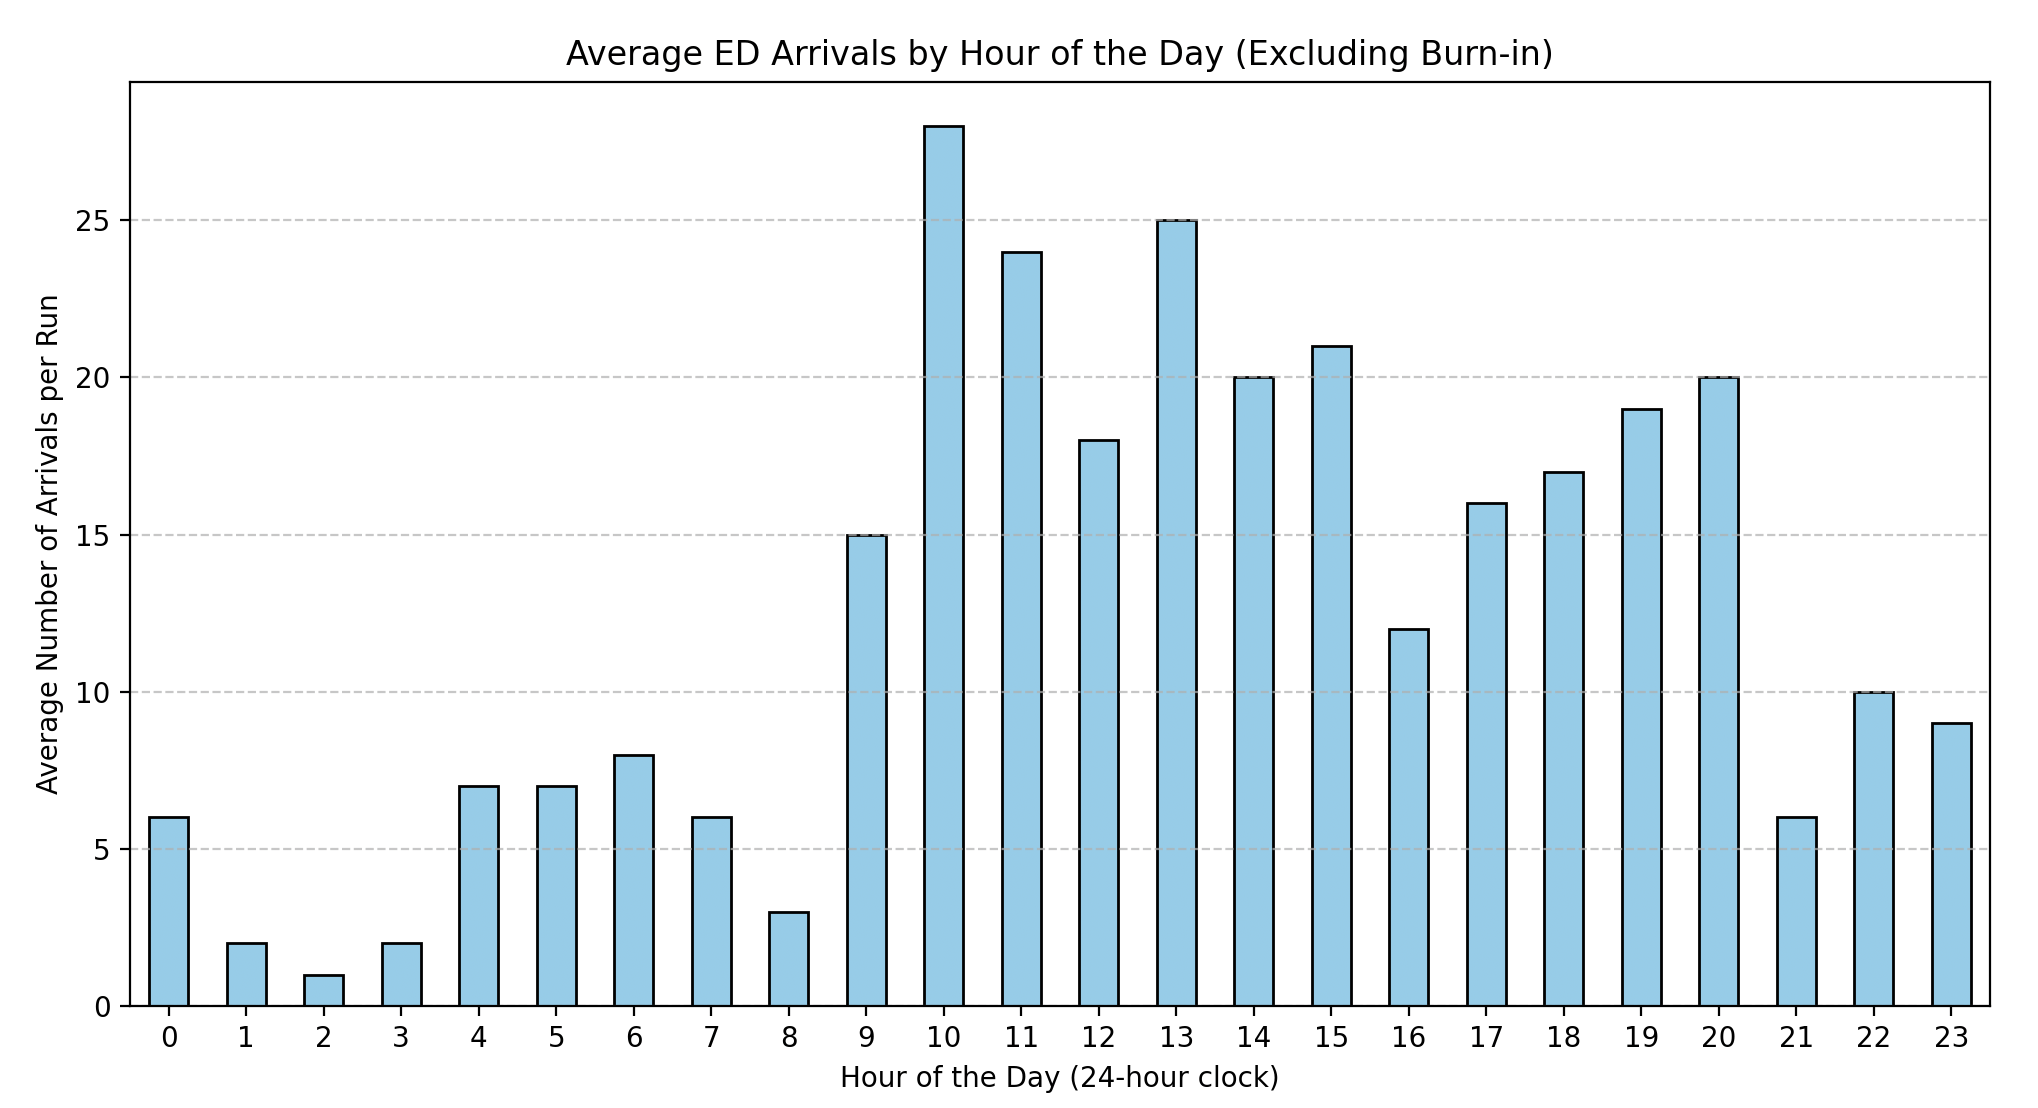 Average ED Arrivals by Hour of the Day (Excluding Burn-in)
Average Number of Arrivals per Run
25
20
15
10
5
0
0 1 2 3 4 5 6 7 8 9 10 11 12 13 14 15 16 17 18 19 20 21 22 23
Hour of the Day (24-hour clock)